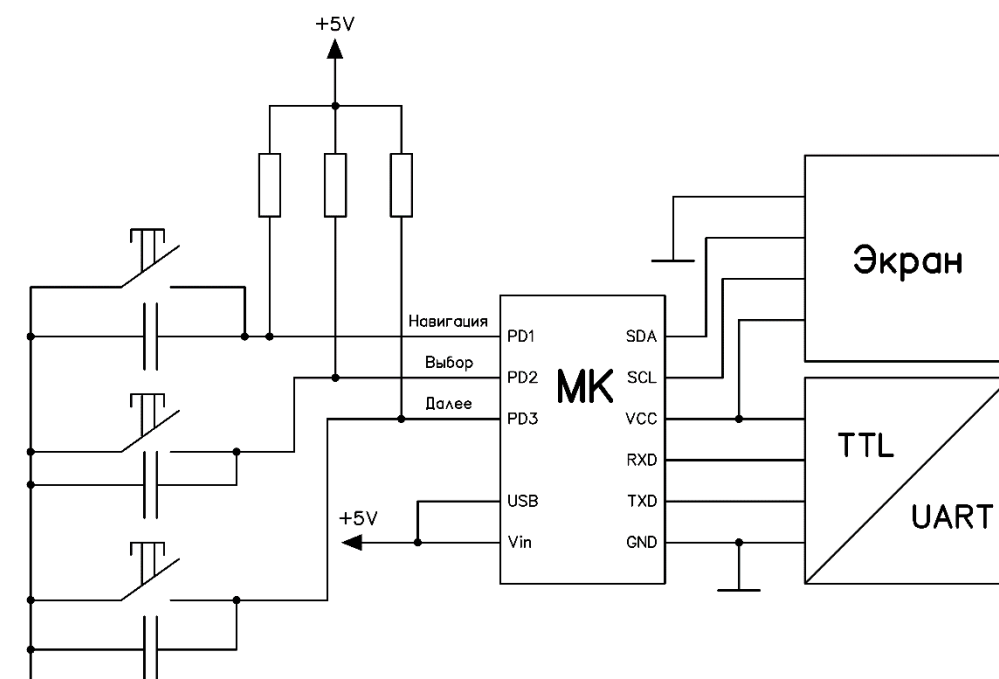 +5V
Экран
Навигация
PD1
SDA
Выбор
PD2
МК
SCL
Далее
PD3
VCC
TTL
RXD
+5V
USB
TXD
UART
Vin
GND